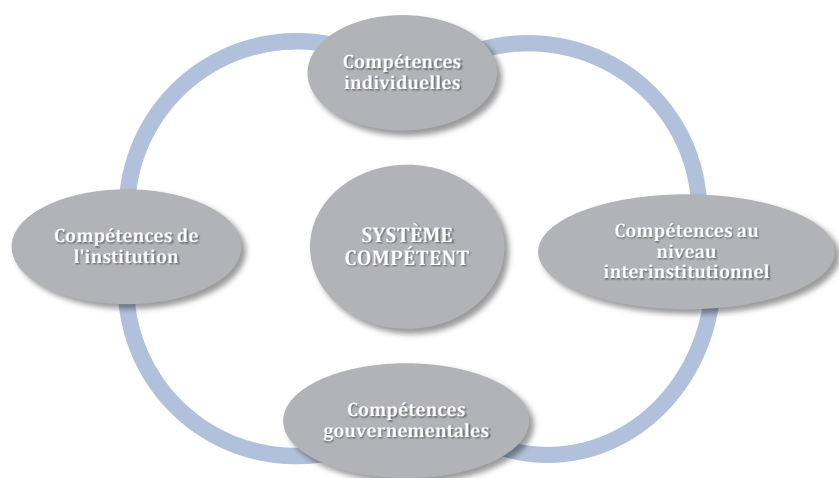 Compétences
individuelles
Compétences de
l'institution
SYSTÈME
COMPÉTENT
Compétences au
niveau
interinstitutionnel
Compétences
gouvernementales